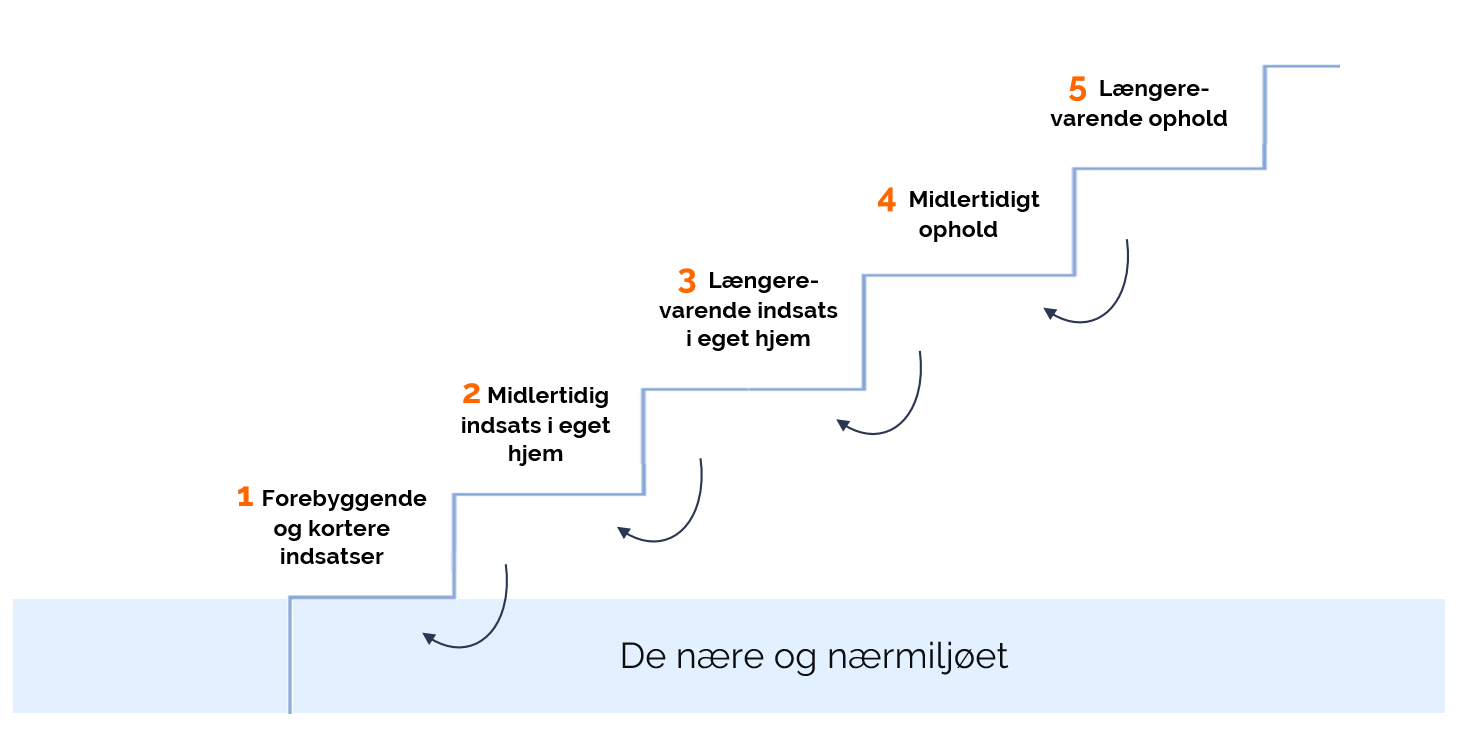 5 Længere-
varende ophold
4 Midlertidigt
ophold
3 Længere-
varende indsats
i eget hjem
2 Midlertidig
indsats i eget
hjem
1 Forebyggende
og kortere
indsatser
De nære og nærmiljøet